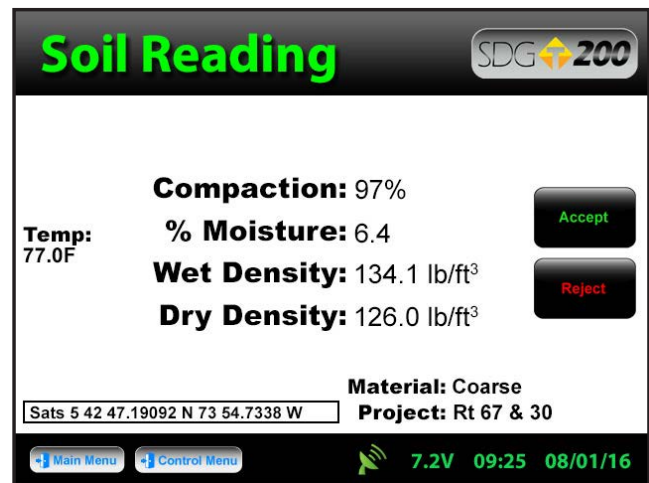 Soil Reading
SDG 200
Compaction: 97%
% Moisture: 6.4
Wet Density: 134.1 lb/ft³
Dry Density: 126.0 lb/ft³
Temp:
77.0F
Accept
Reject
Material: Coarse
Project: Rt 67 & 30
Sats 5 42 47.19092 N 73 54.7338 W
Main Menu
Control Menu
7.2V 09:25 08/01/16